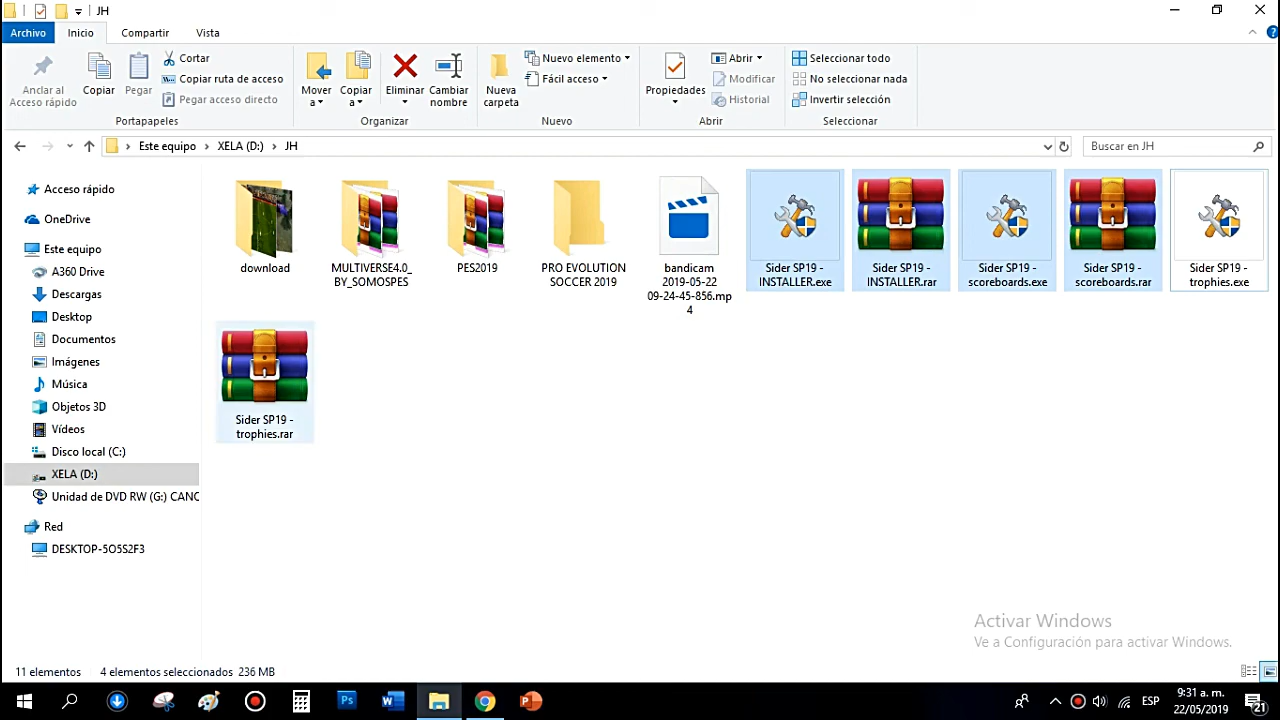 JH
Archivo
Inicio
Compartir
Vista
Anclar al
Acceso rápido
Copiar
Pegar
Cortar
Copiar ruta de acceso
Pegar acceso directo
Portapapeles
Mover
a
Copiar
a
Eliminar
Cambiar
nombre
Organizar
Nueva
carpeta
Nuevo elemento
Fácil acceso
Nuevo
Propiedades
Abrir
Modificar
Historial
Abrir
Seleccionar todo
No seleccionar nada
Invertir selección
Seleccionar
Este equipo > XELA (D:) > JH
Buscar en JH
Acceso rápido
OneDrive
Este equipo
A360 Drive
Descargas
Desktop
Documentos
Imágenes
Música
Objetos 3D
Vídeos
Disco local (C:)
XELA (D:)
Unidad de DVD RW (G:) CANC
Red
DESKTOP-5O5S2F3
download
MULTIVERSE4.0_
BY_SOMOSPES
PES2019
PRO EVOLUTION
SOCCER 2019
bandicam
2019-05-22
09-24-45-856.mp
4
Sider SP19 -
INSTALLER.exe
Sider SP19 -
INSTALLER.rar
Sider SP19 -
scoreboards.exe
Sider SP19 -
scoreboards.rar
Sider SP19 -
trophies.exe
Sider SP19 -
trophies.rar
Activar Windows
Ve a Configuración para activar Windows.
11 elementos
4 elementos seleccionados 236 MB
Ps
W
P
ESP
9:31 a. m.
22/05/2019
21